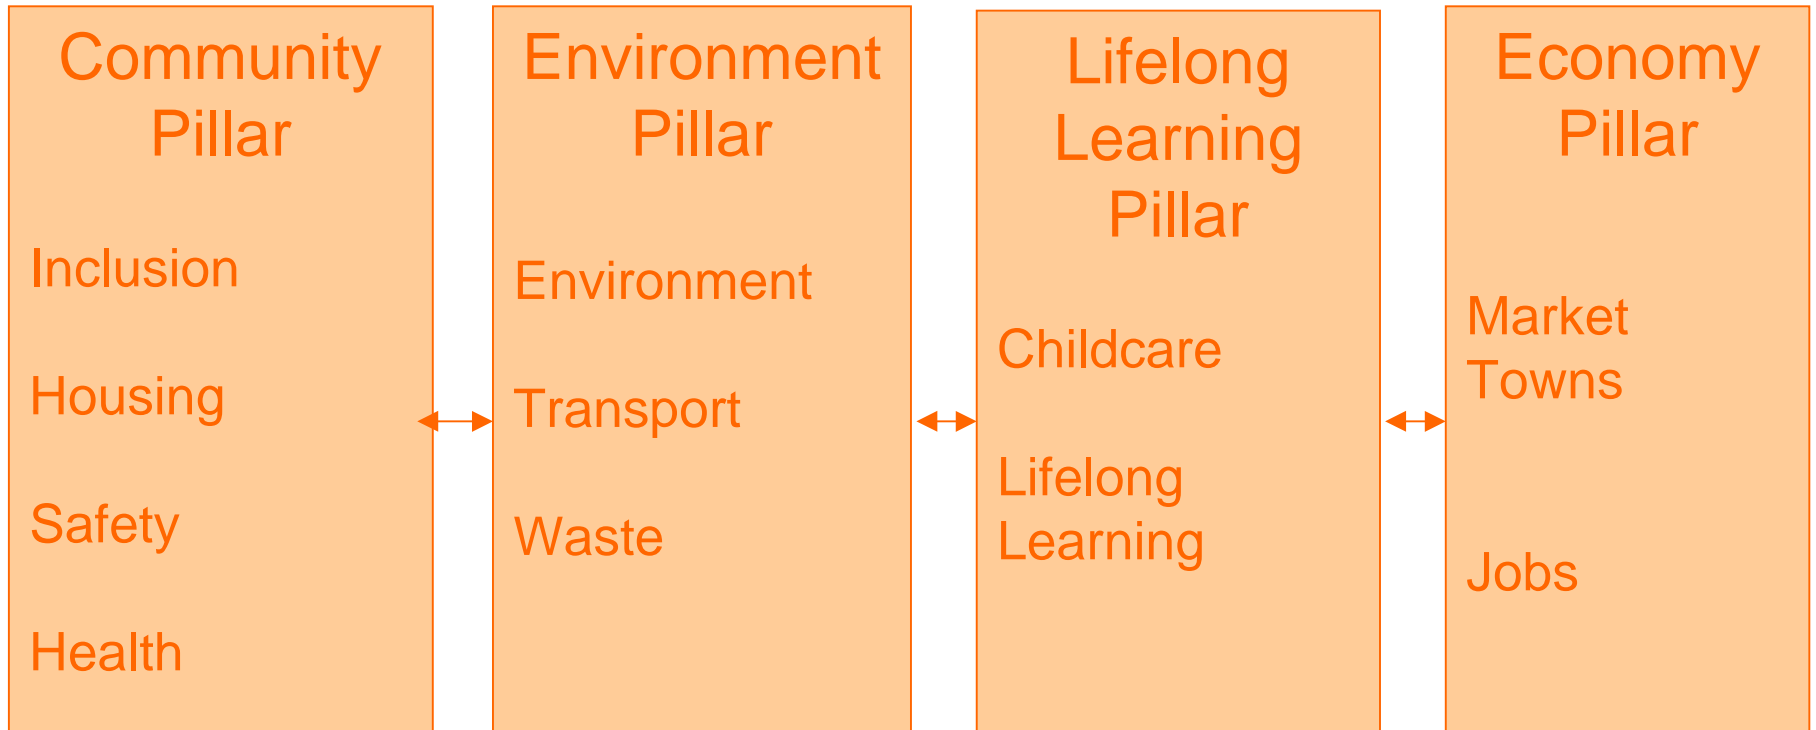 Community
Pillar
Inclusion
Housing
Safety
Health
Environment
Pillar
Environment
Transport
Waste
Lifelong
Learning
Pillar
Childcare
Lifelong
Learning
Economy
Pillar
Market
Towns
Jobs